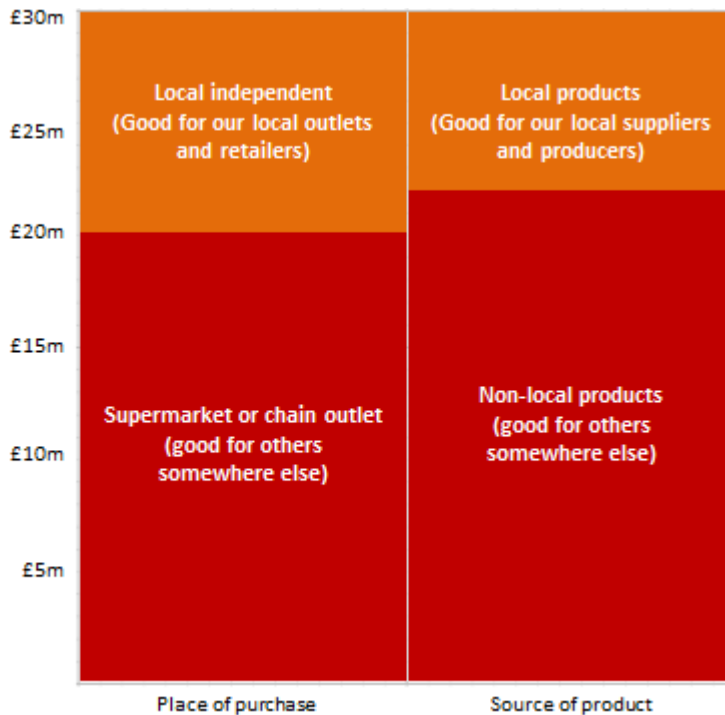 £30m
£25m
£20m
£15m
£10m
£5m
Local independent
(Good for our local outlets
and retailers)
Local products
(Good for our local suppliers
and producers)
Supermarket or chain outlet
(good for others
somewhere else)
Non-local products
(good for others
somewhere else)
Place of purchase
Source of product